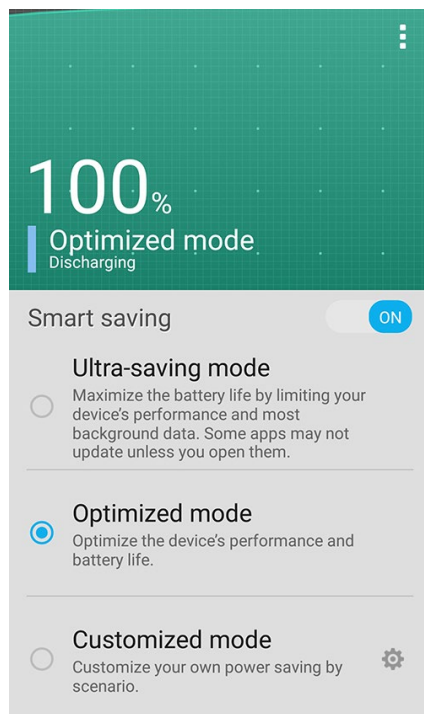 100%
Optimized mode
Discharging
Smart saving ON
Ultra-saving mode
Maximize the battery life by limiting your
device's performance and most
background data. Some apps may not
update unless you open them.
Optimized mode
Optimize the device's performance and
battery life.
Customized mode
Customize your own power saving by
scenario.